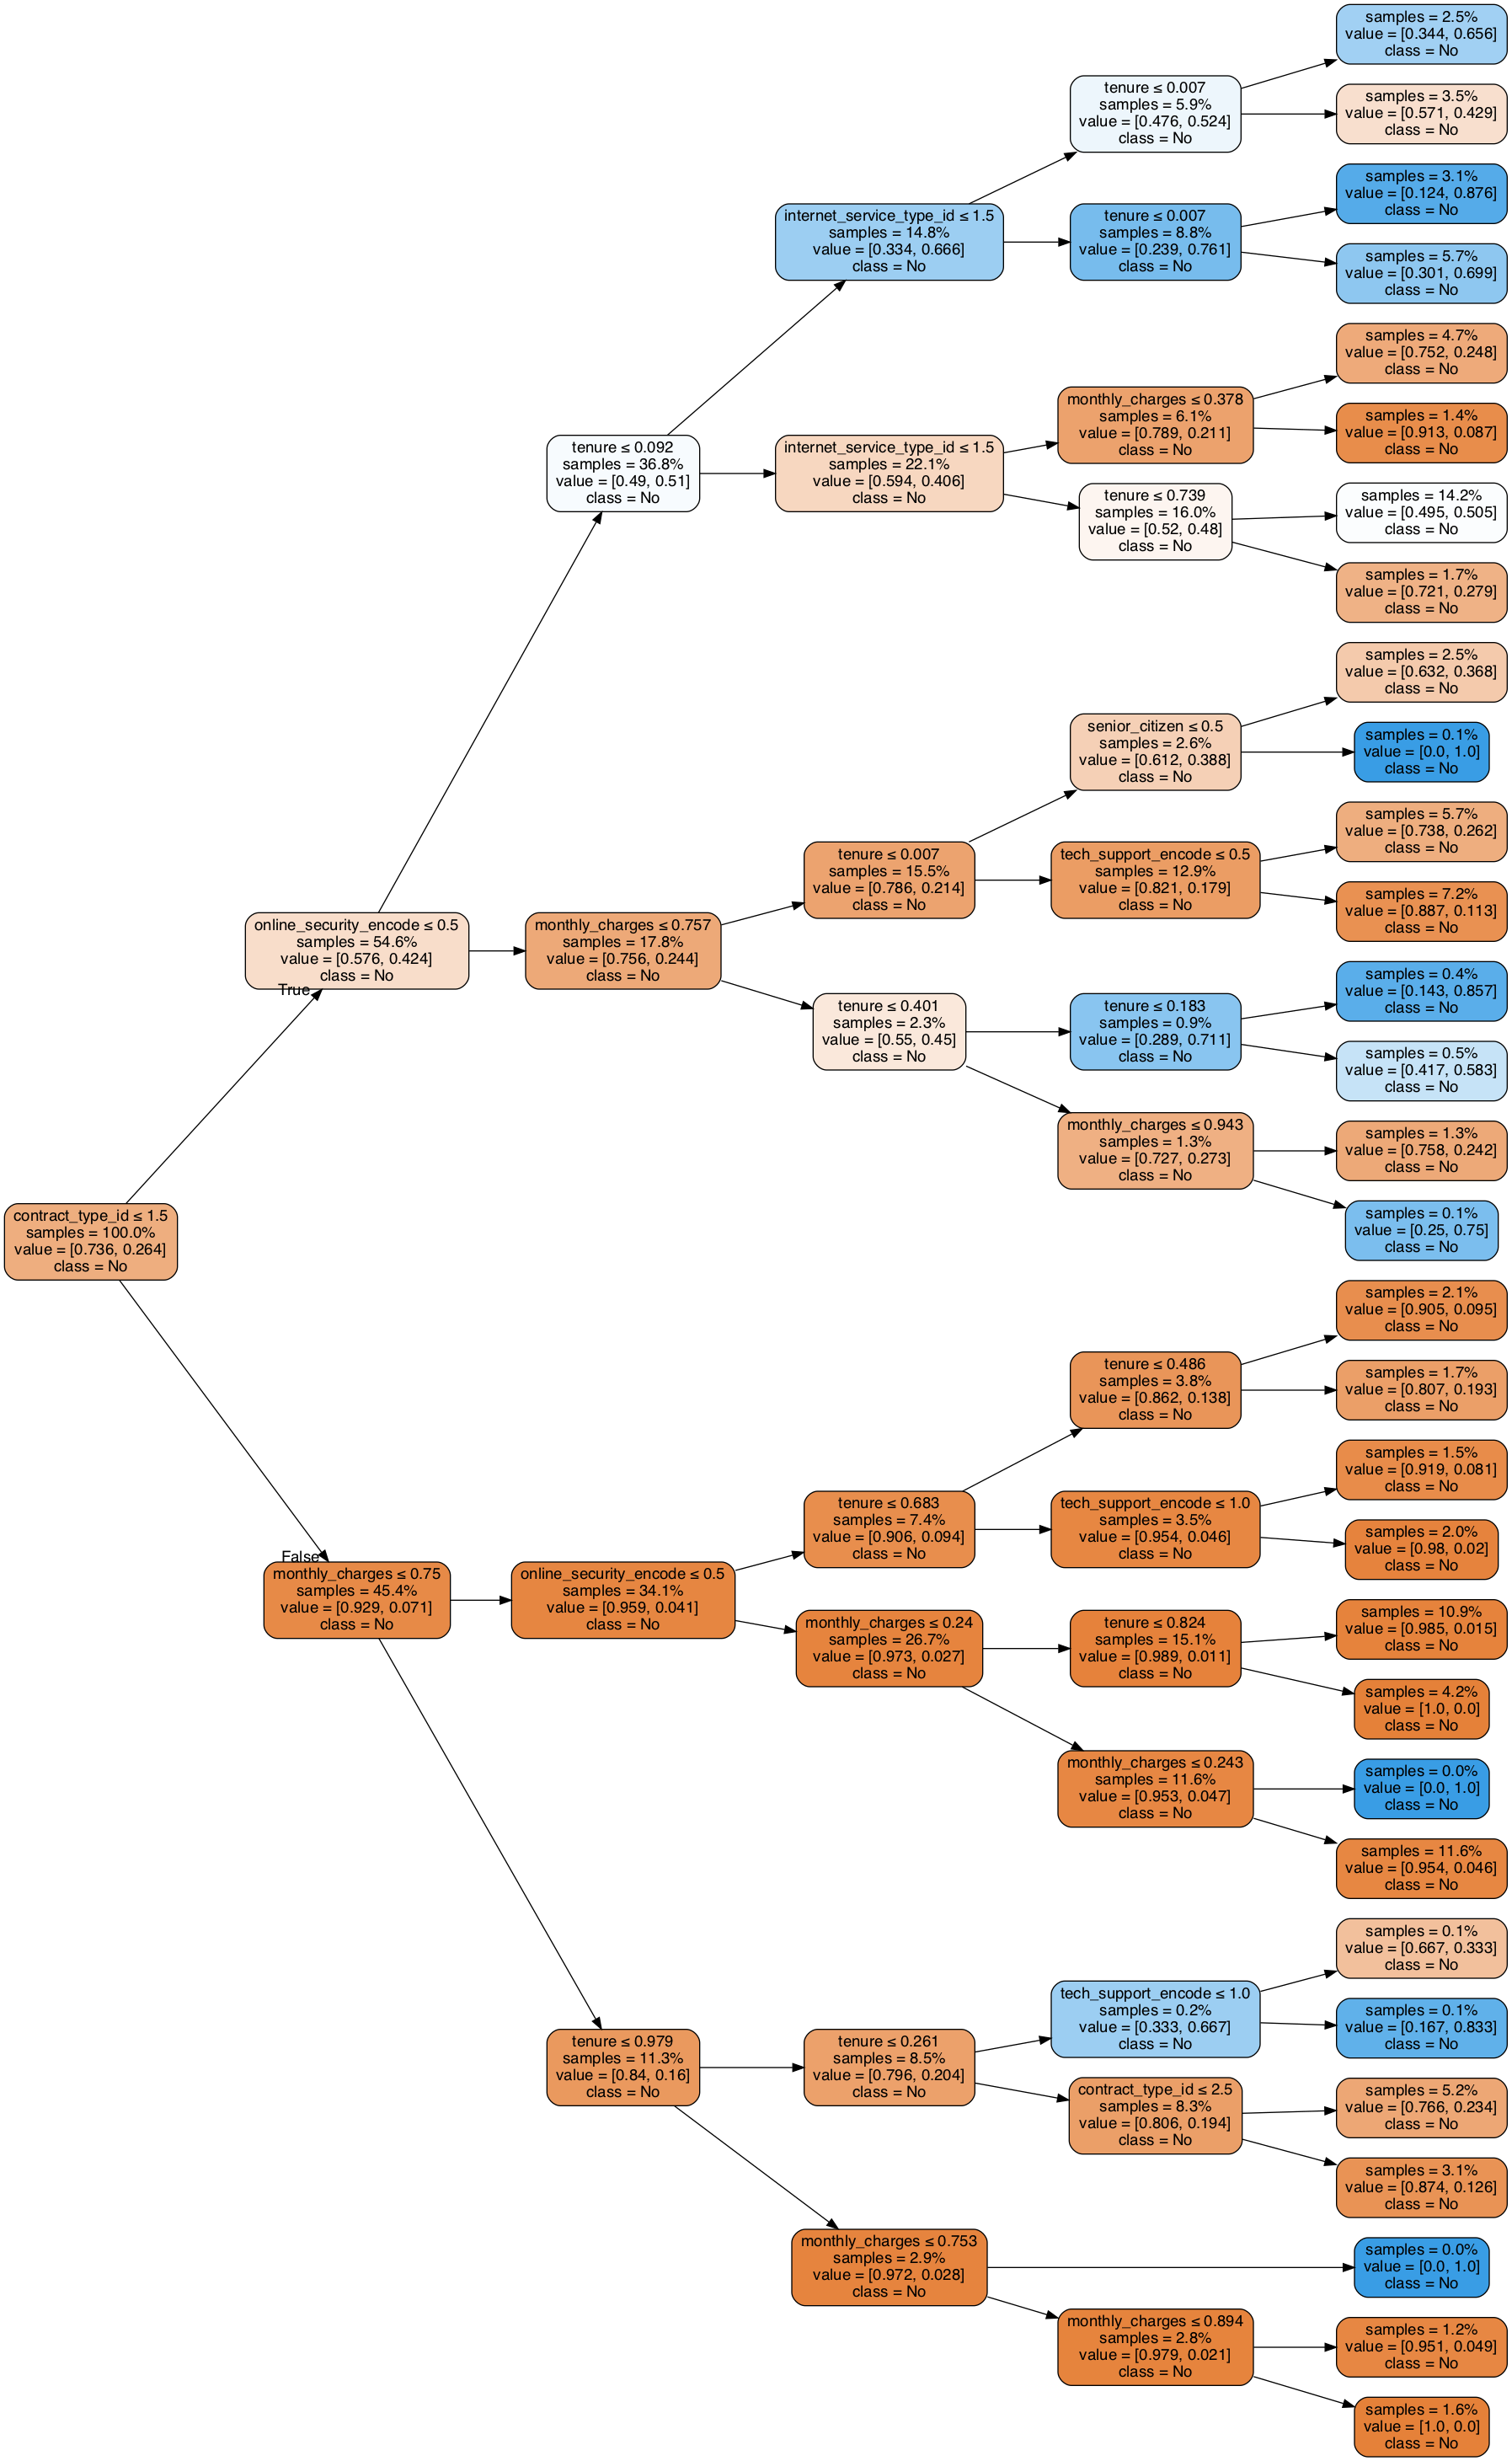 samples = 2.5%
value = [0.344, 0.656]
class = No
tenure ≤ 0.007
samples = 5.9%
value = [0.476, 0.524]
class = No
samples = 3.5%
value = [0.571, 0.429]
class = No
samples = 3.1%
value = [0.124, 0.876]
class = No
internet_service_type_id ≤ 1.5
samples = 14.8%
value = [0.334, 0.666]
class = No
tenure ≤ 0.007
samples = 8.8%
value = [0.239, 0.761]
class = No
samples = 5.7%
value = [0.301, 0.699]
class = No
samples = 4.7%
value = [0.752, 0.248]
class = No
monthly_charges ≤ 0.378
samples = 6.1%
value = [0.789, 0.211]
class = No
samples = 1.4%
value = [0.913, 0.087]
class = No
tenure ≤ 0.092
samples = 36.8%
value = [0.49, 0.51]
class = No
internet_service_type_id ≤ 1.5
samples = 22.1%
value = [0.594, 0.406]
class = No
tenure ≤ 0.739
samples = 16.0%
value = [0.52, 0.48]
class = No
samples = 14.2%
value = [0.495, 0.505]
class = No
samples = 1.7%
value = [0.721, 0.279]
class = No
samples = 2.5%
value = [0.632, 0.368]
class = No
senior_citizen ≤ 0.5
samples = 2.6%
value = [0.612, 0.388]
class = No
samples = 0.1%
value = [0.0, 1.0]
class = No
samples = 5.7%
value = [0.738, 0.262]
class = No
tenure ≤ 0.007
samples = 15.5%
value = [0.786, 0.214]
class = No
tech_support_encode ≤ 0.5
samples = 12.9%
value = [0.821, 0.179]
class = No
samples = 7.2%
value = [0.887, 0.113]
class = No
online_security_encode ≤ 0.5
samples = 54.6%
value = [0.576, 0.424]
class = No
True
monthly_charges ≤ 0.757
samples = 17.8%
value = [0.756, 0.244]
class = No
samples = 0.4%
value = [0.143, 0.857]
class = No
tenure ≤ 0.401
samples = 2.3%
value = [0.55, 0.45]
class = No
tenure ≤ 0.183
samples = 0.9%
value = [0.289, 0.711]
class = No
samples = 0.5%
value = [0.417, 0.583]
class = No
monthly_charges ≤ 0.943
samples = 1.3%
value = [0.727, 0.273]
class = No
samples = 1.3%
value = [0.758, 0.242]
class = No
contract_type_id ≤ 1.5
samples = 100.0%
value = [0.736, 0.264]
class = No
samples = 0.1%
value = [0.25, 0.75]
class = No
samples = 2.1%
value = [0.905, 0.095]
class = No
tenure ≤ 0.486
samples = 3.8%
value = [0.862, 0.138]
class = No
samples = 1.7%
value = [0.807, 0.193]
class = No
samples = 1.5%
value = [0.919, 0.081]
class = No
tenure ≤ 0.683
samples = 7.4%
value = [0.906, 0.094]
class = No
tech_support_encode ≤ 1.0
samples = 3.5%
value = [0.954, 0.046]
class = No
samples = 2.0%
value = [0.98, 0.02]
class = No
False
monthly_charges ≤ 0.75
samples = 45.4%
value = [0.929, 0.071]
class = No
online_security_encode ≤ 0.5
samples = 34.1%
value = [0.959, 0.041]
class = No
monthly_charges ≤ 0.24
samples = 26.7%
value = [0.973, 0.027]
class = No
tenure ≤ 0.824
samples = 15.1%
value = [0.989, 0.011]
class = No
samples = 10.9%
value = [0.985, 0.015]
class = No
samples = 4.2%
value = [1.0, 0.0]
class = No
monthly_charges ≤ 0.243
samples = 11.6%
value = [0.953, 0.047]
class = No
samples = 0.0%
value = [0.0, 1.0]
class = No
samples = 11.6%
value = [0.954, 0.046]
class = No
samples = 0.1%
value = [0.667, 0.333]
class = No
tech_support_encode ≤ 1.0
samples = 0.2%
value = [0.333, 0.667]
class = No
samples = 0.1%
value = [0.167, 0.833]
class = No
tenure ≤ 0.979
samples = 11.3%
value = [0.84, 0.16]
class = No
tenure ≤ 0.261
samples = 8.5%
value = [0.796, 0.204]
class = No
contract_type_id ≤ 2.5
samples = 8.3%
value = [0.806, 0.194]
class = No
samples = 5.2%
value = [0.766, 0.234]
class = No
samples = 3.1%
value = [0.874, 0.126]
class = No
monthly_charges ≤ 0.753
samples = 2.9%
value = [0.972, 0.028]
class = No
samples = 0.0%
value = [0.0, 1.0]
class = No
monthly_charges ≤ 0.894
samples = 2.8%
value = [0.979, 0.021]
class = No
samples = 1.2%
value = [0.951, 0.049]
class = No
samples = 1.6%
value = [1.0, 0.0]
class = No